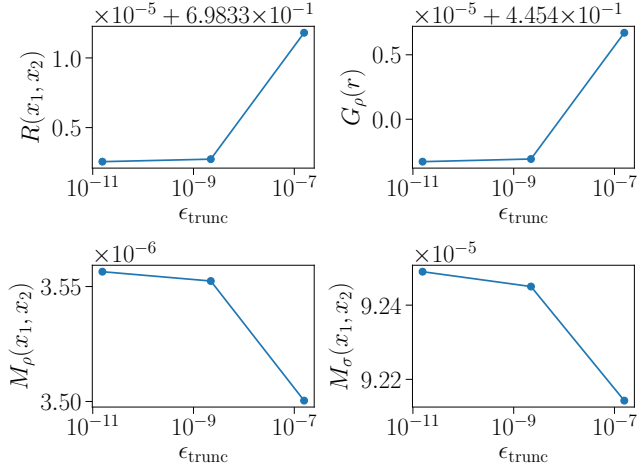 ×10⁻⁵ + 6.9833×10⁻¹
1.0
0.5
R(x₁, x₂)
10⁻¹¹ 10⁻⁹ 10⁻⁷
ϵ_trunc
×10⁻⁵ + 4.454×10⁻¹
0.5
0.0
G_ρ(r)
10⁻¹¹ 10⁻⁹ 10⁻⁷
ϵ_trunc
×10⁻⁶
3.55
3.50
M_ρ(x₁, x₂)
10⁻¹¹ 10⁻⁹ 10⁻⁷
ϵ_trunc
×10⁻⁵
9.24
9.22
M_σ(x₁, x₂)
10⁻¹¹ 10⁻⁹ 10⁻⁷
ϵ_trunc